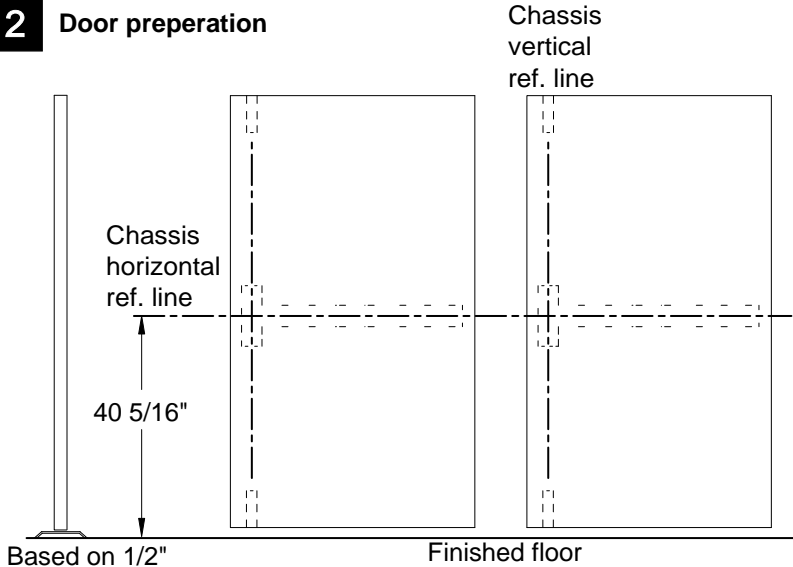 2 Door preperation
Chassis
vertical
ref. line
Chassis
horizontal
ref. line
40 5/16"
Based on 1/2"
Finished floor